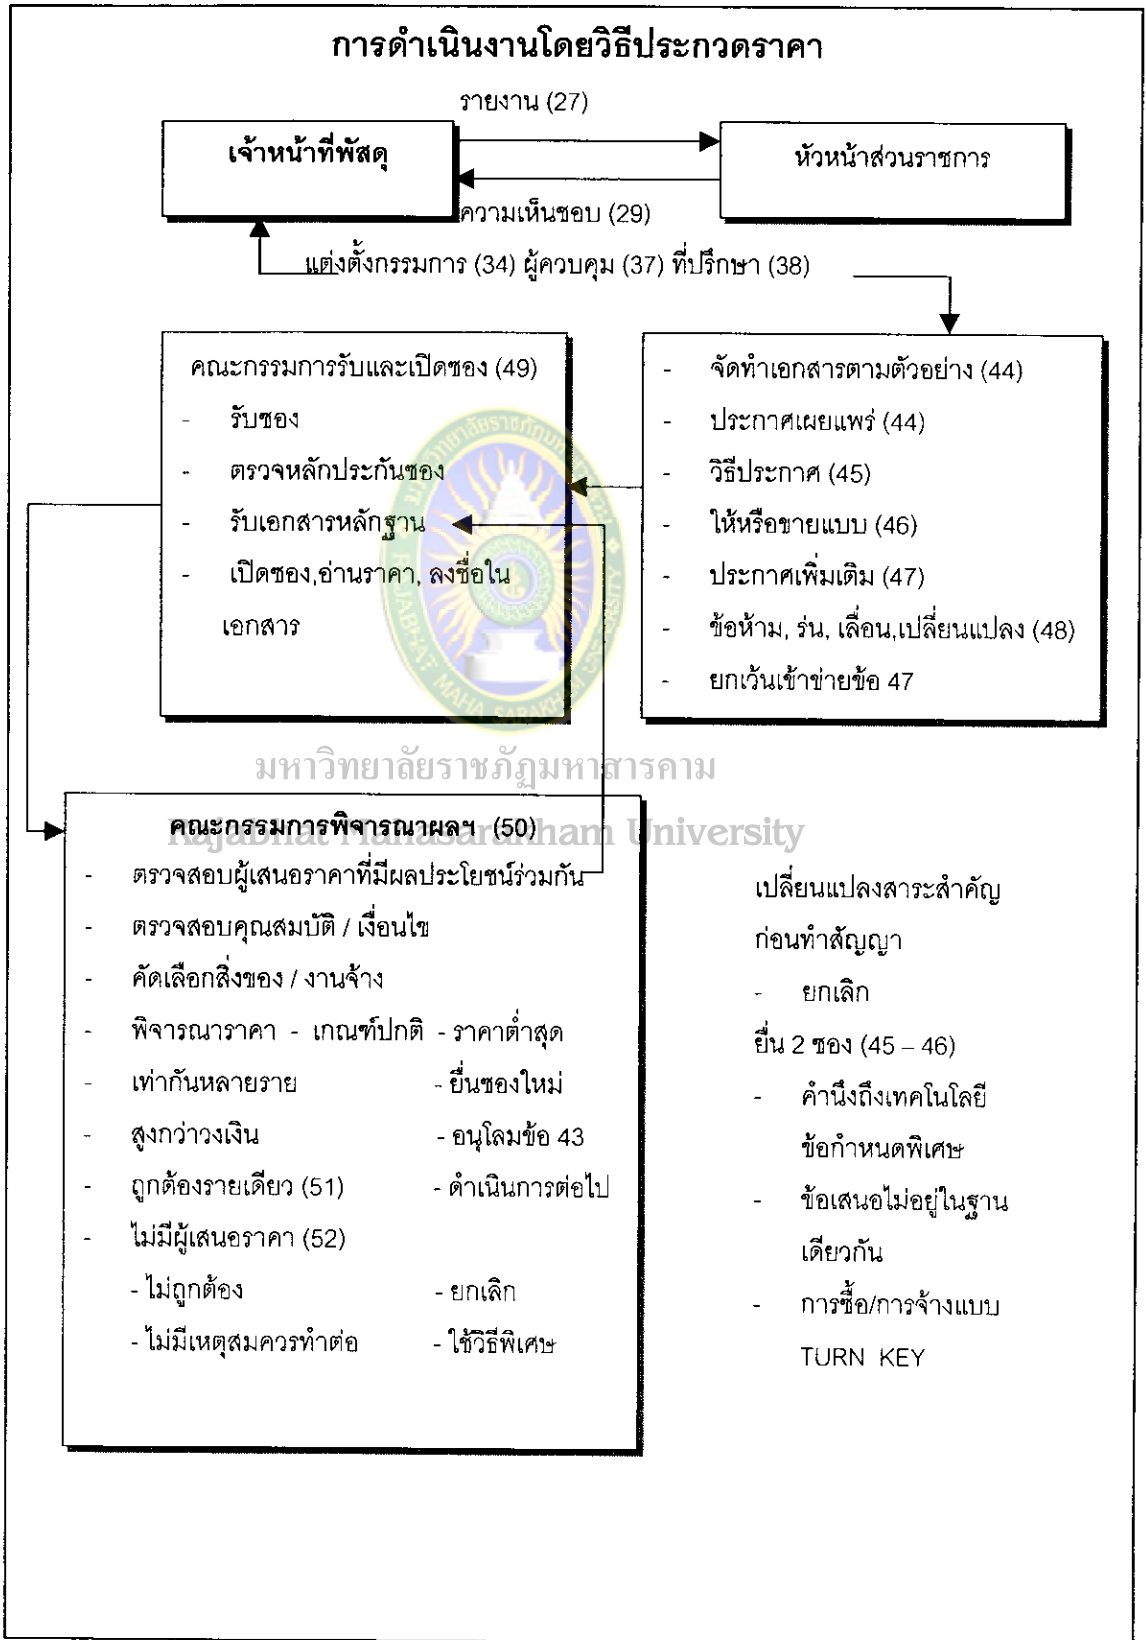 การดำเนินงานโดยวิธีประกวดราคา
รายงาน (27)
เจ้าหน้าที่พัสดุ
หัวหน้าส่วนราชการ
ความเห็นชอบ (29)
แต่งตั้งกรรมการ (34) ผู้ควบคุม (37) ที่ปรึกษา (38)
คณะกรรมการรับและเปิดซอง (49)
- รับซอง
- ตรวจหลักประกันซอง
- รับเอกสารหลักฐาน
- เปิดซอง,อ่านราคา, ลงชื่อใน
เอกสาร
- จัดทำเอกสารตามตัวอย่าง (44)
- ประกาศเผยแพร่ (44)
- วิธีประกาศ (45)
- ให้หรือขายแบบ (46)
- ประกาศเพิ่มเติม (47)
- ข้อห้าม, ร่น, เลื่อน,เปลี่ยนแปลง (48)
- ยกเว้นเข้าข่ายข้อ 47
มหาวิทยาลัยราชภัฏมหาสารคาม
Rajabhat Mahasarakham University
RAJABHAT MAHA SARAKHAM UNIVERSITY
คณะกรรมการพิจารณาผลฯ (50)
- ตรวจสอบผู้เสนอราคาที่มีผลประโยชน์ร่วมกัน
- ตรวจสอบคุณสมบัติ / เงื่อนไข
- คัดเลือกสิ่งของ / งานจ้าง
- พิจารณาราคา - เกณฑ์ปกติ - ราคาต่ำสุด
- เท่ากันหลายราย - ยื่นซองใหม่
- สูงกว่าวงเงิน - อนุโลมข้อ 43
- ถูกต้องรายเดียว (51) - ดำเนินการต่อไป
- ไม่มีผู้เสนอราคา (52)
- ไม่ถูกต้อง - ยกเลิก
- ไม่มีเหตุสมควรทำต่อ - ใช้วิธีพิเศษ
เปลี่ยนแปลงสาระสำคัญ
ก่อนทำสัญญา
- ยกเลิก
ยื่น 2 ซอง (45 – 46)
- คำนึงถึงเทคโนโลยี
ข้อกำหนดพิเศษ
- ข้อเสนอไม่อยู่ในฐาน
เดียวกัน
- การซื้อ/การจ้างแบบ
TURN KEY